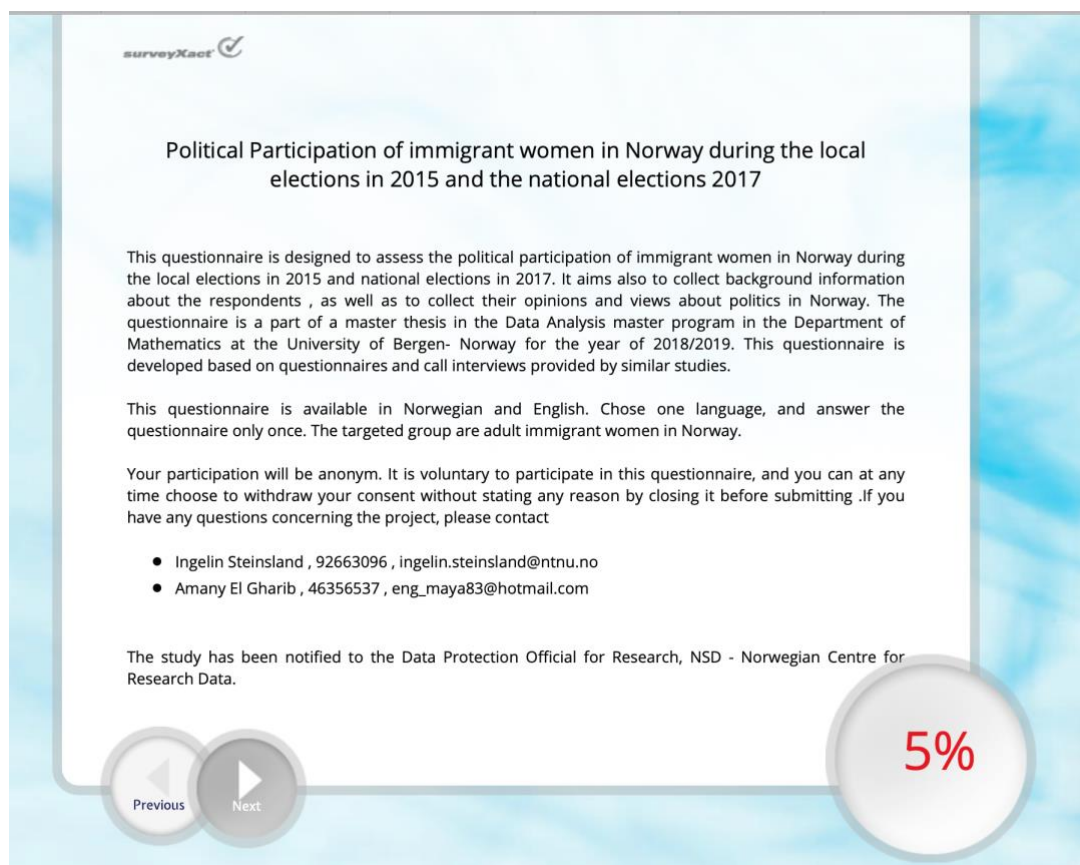 surveyXact
Political Participation of immigrant women in Norway during the local
elections in 2015 and the national elections 2017
This questionnaire is designed to assess the political participation of immigrant women in Norway during
the local elections in 2015 and national elections in 2017. It aims also to collect background information
about the respondents , as well as to collect their opinions and views about politics in Norway. The
questionnaire is a part of a master thesis in the Data Analysis master program in the Department of
Mathematics at the University of Bergen- Norway for the year of 2018/2019. This questionnaire is
developed based on questionnaires and call interviews provided by similar studies.
This questionnaire is available in Norwegian and English. Chose one language, and answer the
questionnaire only once. The targeted group are adult immigrant women in Norway.
Your participation will be anonym. It is voluntary to participate in this questionnaire, and you can at any
time choose to withdraw your consent without stating any reason by closing it before submitting .If you
have any questions concerning the project, please contact
● Ingelin Steinsland , 92663096 , ingelin.steinsland@ntnu.no
● Amany El Gharib , 46356537 , eng_maya83@hotmail.com
The study has been notified to the Data Protection Official for Research, NSD - Norwegian Centre for
Research Data.
5%
Previous Next